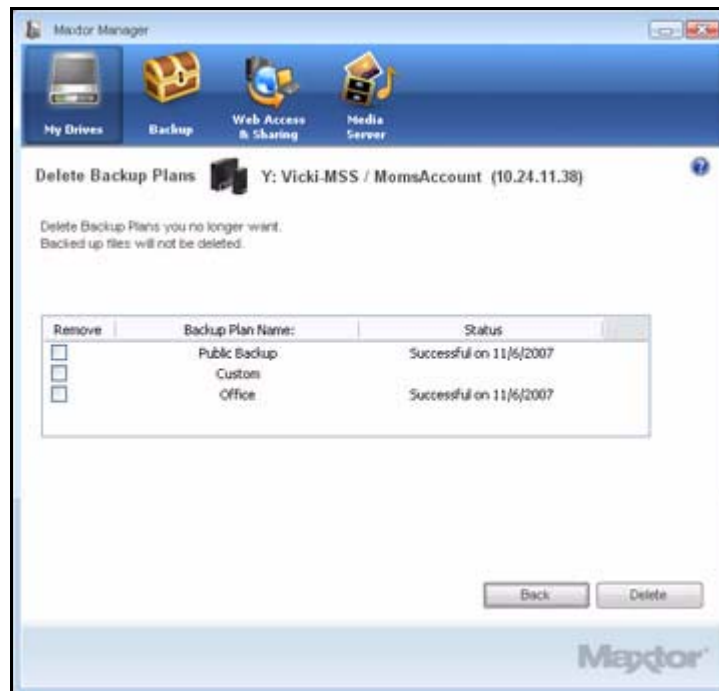 Maxtor Manager
My Drives
Backup
Web Access
& Sharing
Media
Server
Delete Backup Plans
Y: Vicki-MSS / MomsAccount (10.24.11.38)
Delete Backup Plans you no longer want.
Backed up files will not be deleted.
Remove Backup Plan Name: Status
Public Backup Successful on 11/6/2007
Custom
Office Successful on 11/6/2007
Back Delete
Maxtor